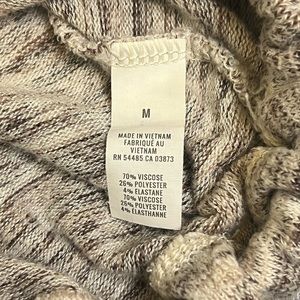 M
MADE IN VIETNAM
FABRIQUÉ AU
VIETNAM
RN 54485 CA 03873
70% VISCOSE
26% POLYESTER
4% ELASTANE
70% VISCOSE
26% POLYESTER
4% ELASTHANNE